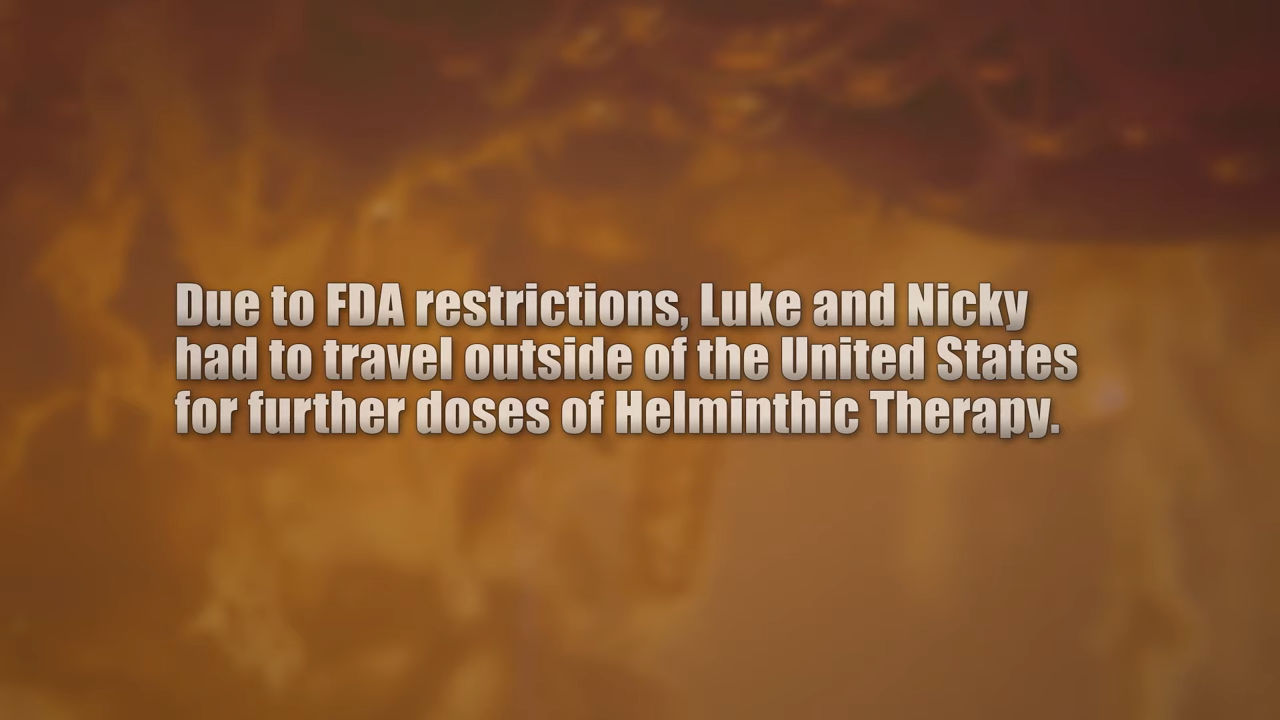 Due to FDA restrictions, Luke and Nicky
had to travel outside of the United States
for further doses of Helminthic Therapy.